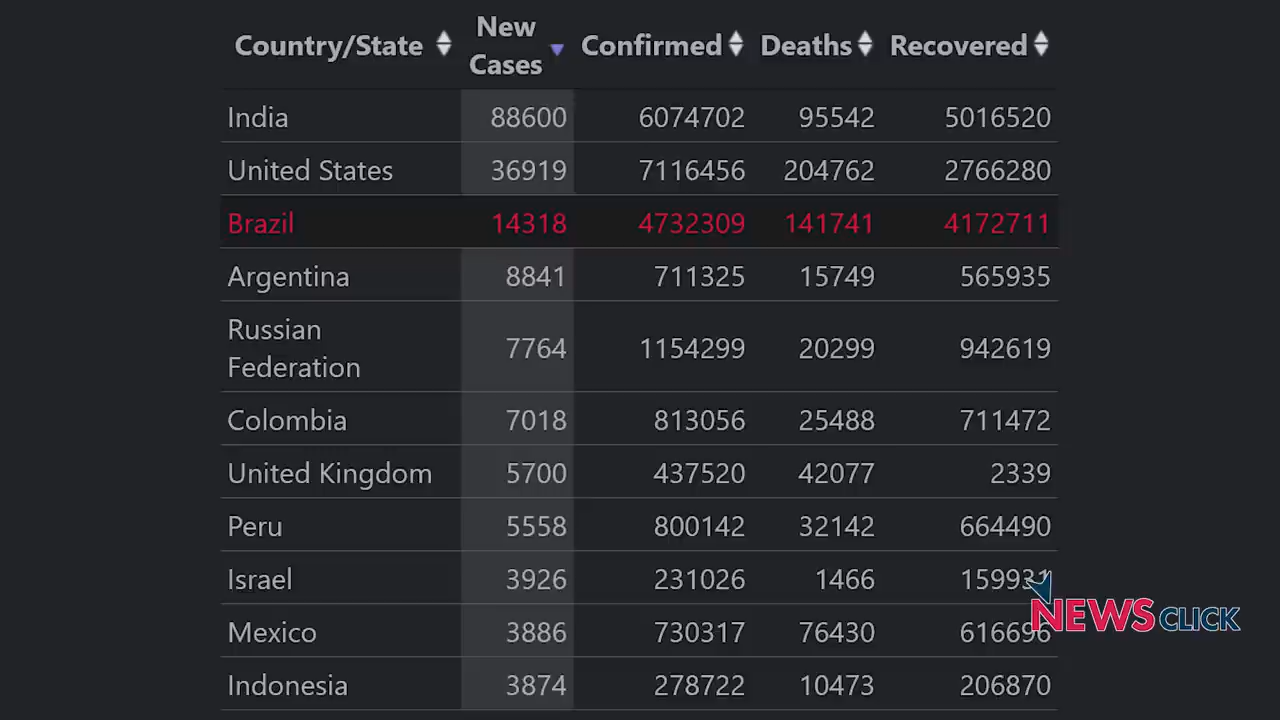 Country/State New Cases Confirmed Deaths Recovered
India 88600 6074702 95542 5016520
United States 36919 7116456 204762 2766280
Brazil 14318 4732309 141741 4172711
Argentina 8841 711325 15749 565935
Russian Federation 7764 1154299 20299 942619
Colombia 7018 813056 25488 711472
United Kingdom 5700 437520 42077 2339
Peru 5558 800142 32142 664490
Israel 3926 231026 1466 159931
Mexico 3886 730317 76430 616696
NEWSCLICK
Indonesia 3874 278722 10473 206870